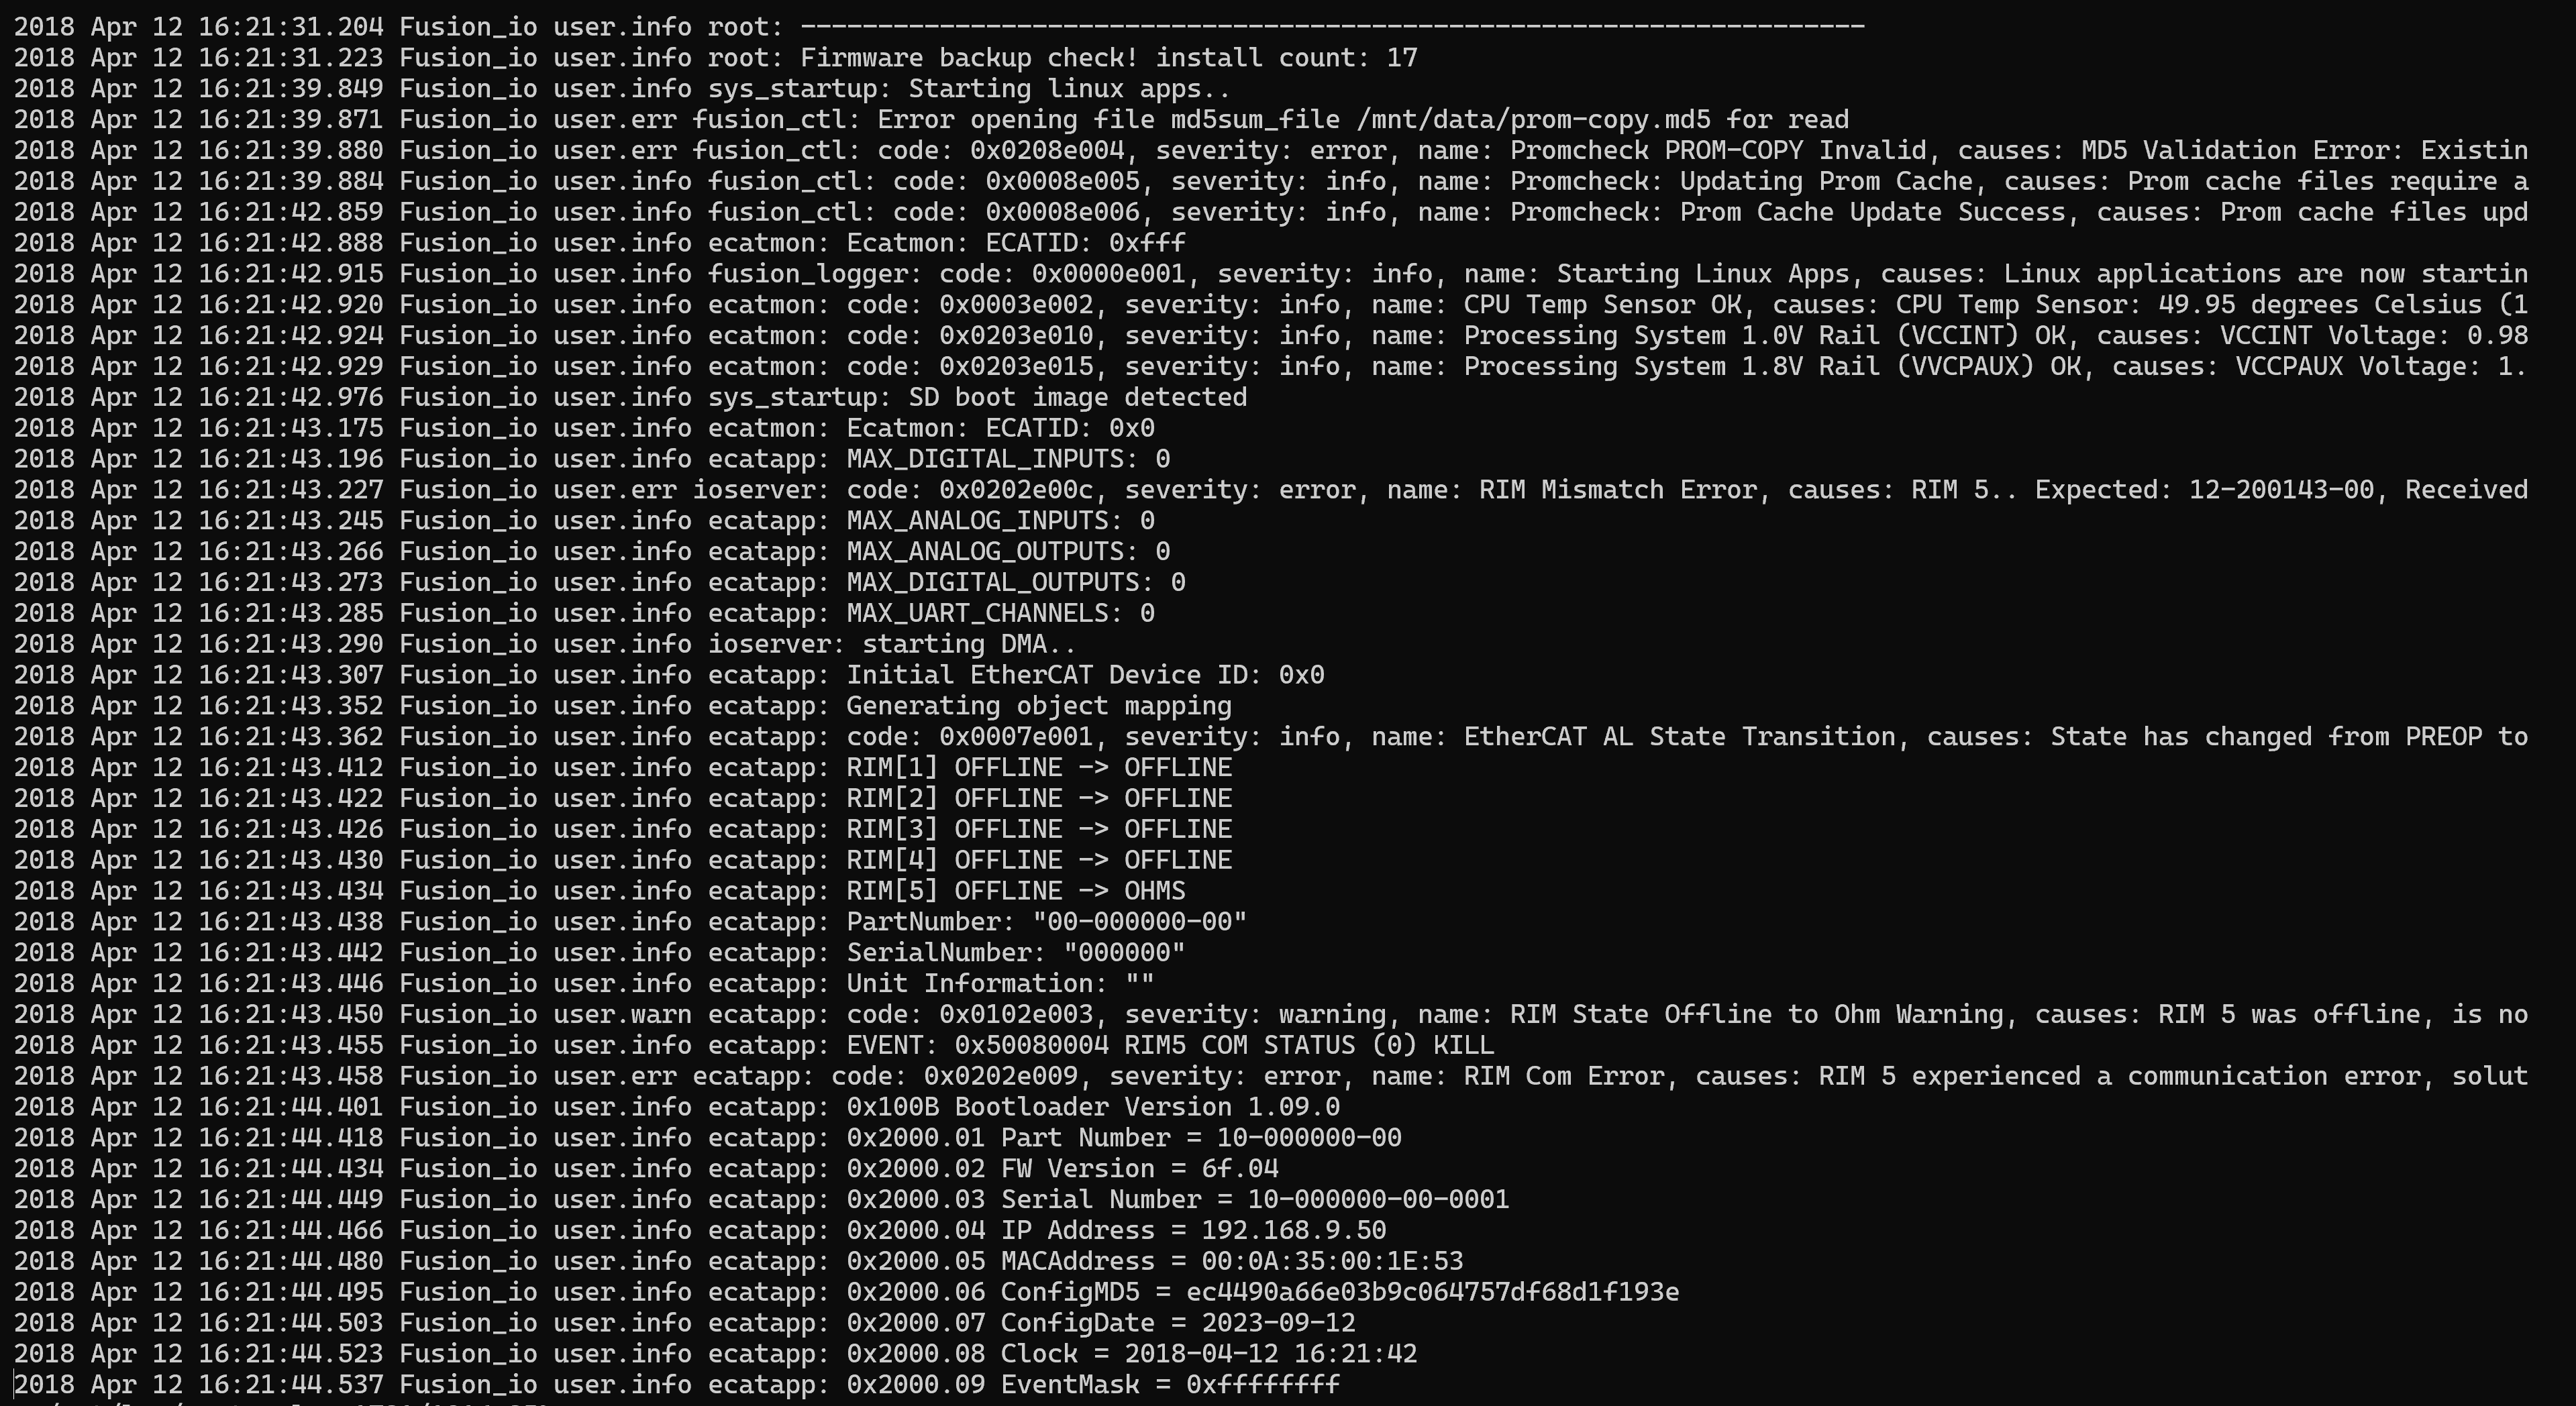 2018 Apr 12 16:21:31.204 Fusion_io user.info root: ---------------------------------------------------------------------
2018 Apr 12 16:21:31.223 Fusion_io user.info root: Firmware backup check! install count: 17
2018 Apr 12 16:21:39.849 Fusion_io user.info sys_startup: Starting linux apps..
2018 Apr 12 16:21:39.871 Fusion_io user.err fusion_ctl: Error opening file md5sum_file /mnt/data/prom-copy.md5 for read
2018 Apr 12 16:21:39.880 Fusion_io user.err fusion_ctl: code: 0x0208e004, severity: error, name: Promcheck PROM-COPY Invalid, causes: MD5 Validation Error: Existin
2018 Apr 12 16:21:39.884 Fusion_io user.info fusion_ctl: code: 0x0008e005, severity: info, name: Promcheck: Updating Prom Cache, causes: Prom cache files require a
2018 Apr 12 16:21:42.859 Fusion_io user.info fusion_ctl: code: 0x0008e006, severity: info, name: Promcheck: Prom Cache Update Success, causes: Prom cache files upd
2018 Apr 12 16:21:42.888 Fusion_io user.info ecatmon: Ecatmon: ECATID: 0xfff
2018 Apr 12 16:21:42.915 Fusion_io user.info fusion_logger: code: 0x0000e001, severity: info, name: Starting Linux Apps, causes: Linux applications are now startin
2018 Apr 12 16:21:42.920 Fusion_io user.info ecatmon: code: 0x0003e002, severity: info, name: CPU Temp Sensor OK, causes: CPU Temp Sensor: 49.95 degrees Celsius (1
2018 Apr 12 16:21:42.924 Fusion_io user.info ecatmon: code: 0x0203e010, severity: info, name: Processing System 1.0V Rail (VCCINT) OK, causes: VCCINT Voltage: 0.98
2018 Apr 12 16:21:42.929 Fusion_io user.info ecatmon: code: 0x0203e015, severity: info, name: Processing System 1.8V Rail (VVCPAUX) OK, causes: VCCPAUX Voltage: 1.
2018 Apr 12 16:21:42.976 Fusion_io user.info sys_startup: SD boot image detected
2018 Apr 12 16:21:43.175 Fusion_io user.info ecatmon: Ecatmon: ECATID: 0x0
2018 Apr 12 16:21:43.196 Fusion_io user.info ecatapp: MAX_DIGITAL_INPUTS: 0
2018 Apr 12 16:21:43.227 Fusion_io user.err ioserver: code: 0x0202e00c, severity: error, name: RIM Mismatch Error, causes: RIM 5.. Expected: 12-200143-00, Received
2018 Apr 12 16:21:43.245 Fusion_io user.info ecatapp: MAX_ANALOG_INPUTS: 0
2018 Apr 12 16:21:43.266 Fusion_io user.info ecatapp: MAX_ANALOG_OUTPUTS: 0
2018 Apr 12 16:21:43.273 Fusion_io user.info ecatapp: MAX_DIGITAL_OUTPUTS: 0
2018 Apr 12 16:21:43.285 Fusion_io user.info ecatapp: MAX_UART_CHANNELS: 0
2018 Apr 12 16:21:43.290 Fusion_io user.info ioserver: starting DMA..
2018 Apr 12 16:21:43.307 Fusion_io user.info ecatapp: Initial EtherCAT Device ID: 0x0
2018 Apr 12 16:21:43.352 Fusion_io user.info ecatapp: Generating object mapping
2018 Apr 12 16:21:43.362 Fusion_io user.info ecatapp: code: 0x0007e001, severity: info, name: EtherCAT AL State Transition, causes: State has changed from PREOP to
2018 Apr 12 16:21:43.412 Fusion_io user.info ecatapp: RIM[1] OFFLINE -> OFFLINE
2018 Apr 12 16:21:43.422 Fusion_io user.info ecatapp: RIM[2] OFFLINE -> OFFLINE
2018 Apr 12 16:21:43.426 Fusion_io user.info ecatapp: RIM[3] OFFLINE -> OFFLINE
2018 Apr 12 16:21:43.430 Fusion_io user.info ecatapp: RIM[4] OFFLINE -> OFFLINE
2018 Apr 12 16:21:43.434 Fusion_io user.info ecatapp: RIM[5] OFFLINE -> OHMS
2018 Apr 12 16:21:43.438 Fusion_io user.info ecatapp: PartNumber: "00-000000-00"
2018 Apr 12 16:21:43.442 Fusion_io user.info ecatapp: SerialNumber: "000000"
2018 Apr 12 16:21:43.446 Fusion_io user.info ecatapp: Unit Information: ""
2018 Apr 12 16:21:43.450 Fusion_io user.warn ecatapp: code: 0x0102e003, severity: warning, name: RIM State Offline to Ohm Warning, causes: RIM 5 was offline, is no
2018 Apr 12 16:21:43.455 Fusion_io user.info ecatapp: EVENT: 0x50080004 RIM5 COM STATUS (0) KILL
2018 Apr 12 16:21:43.458 Fusion_io user.err ecatapp: code: 0x0202e009, severity: error, name: RIM Com Error, causes: RIM 5 experienced a communication error, solut
2018 Apr 12 16:21:44.401 Fusion_io user.info ecatapp: 0x100B Bootloader Version 1.09.0
2018 Apr 12 16:21:44.418 Fusion_io user.info ecatapp: 0x2000.01 Part Number = 10-000000-00
2018 Apr 12 16:21:44.434 Fusion_io user.info ecatapp: 0x2000.02 FW Version = 6f.04
2018 Apr 12 16:21:44.449 Fusion_io user.info ecatapp: 0x2000.03 Serial Number = 10-000000-00-0001
2018 Apr 12 16:21:44.466 Fusion_io user.info ecatapp: 0x2000.04 IP Address = 192.168.9.50
2018 Apr 12 16:21:44.480 Fusion_io user.info ecatapp: 0x2000.05 MACAddress = 00:0A:35:00:1E:53
2018 Apr 12 16:21:44.495 Fusion_io user.info ecatapp: 0x2000.06 ConfigMD5 = ec4490a66e03b9c064757df68d1f193e
2018 Apr 12 16:21:44.503 Fusion_io user.info ecatapp: 0x2000.07 ConfigDate = 2023-09-12
2018 Apr 12 16:21:44.523 Fusion_io user.info ecatapp: 0x2000.08 Clock = 2018-04-12 16:21:42
2018 Apr 12 16:21:44.537 Fusion_io user.info ecatapp: 0x2000.09 EventMask = 0xffffffff